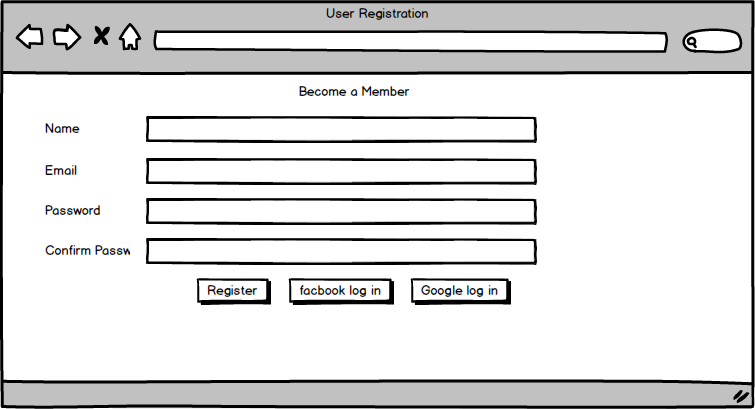 User Registration
Become a Member
Name
Email
Password
Confirm Passw
Register facbook log in Google log in